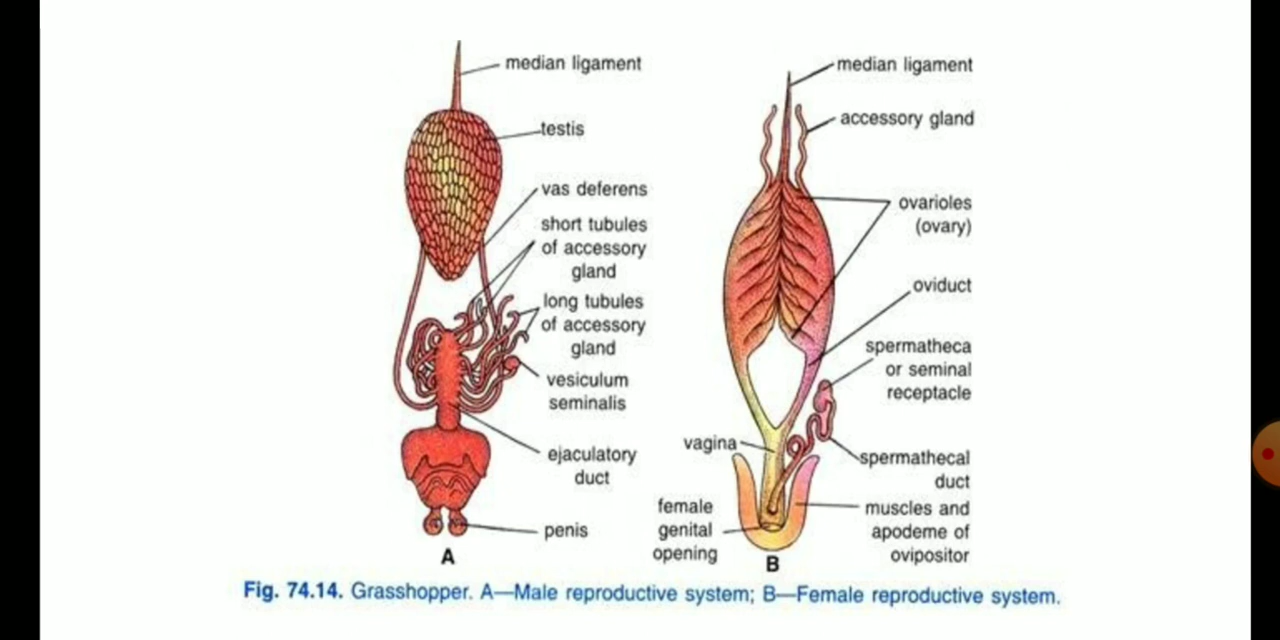 median ligament
testis
vas deferens
short tubules
of accessory
gland
long tubules
of accessory
gland
vesiculum
seminalis
ejaculatory
duct
penis
A
median ligament
accessory gland
ovarioles
(ovary)
oviduct
spermatheca
or seminal
receptacle
vagina
spermathecal
duct
female
genital
opening
muscles and
apodeme of
ovipositor
B
Fig. 74.14. Grasshopper. A—Male reproductive system; B—Female reproductive system.